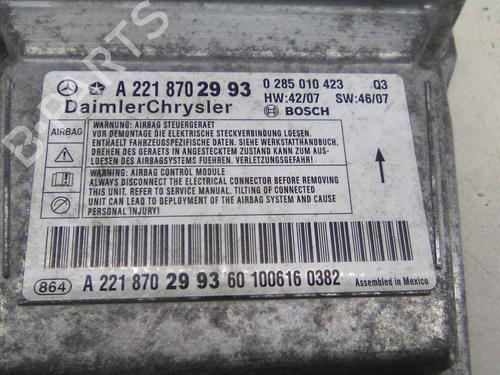 A 221 870 29 93 0 285 010 423 Q3
DaimlerChrysler HW:42/07 SW:46/07
BOSCH
AIRBAG
WARNUNG: AIRBAG STEUERGERAET
VOR DEMONTAGE DIE ELEKTRISCHE STECKVERBINDUNG LOESEN.
ENTHAELT FAHRZEUGSPEZIFISCHE DATEN. SIEHE WERKSTATTHANDBUCH.
DREHEN DES GERAETS IN ANGESTECKTEM ZUSTAND KANN ZUM AUS-
LOESEN DES AIRBAGSYSTEMS FUEHREN. VERLETZUNGSGEFAHR!
WARNING: AIRBAG CONTROL MODULE
ALWAYS DISCONNECT THE ELECTRICAL CONNECTOR BEFORE REMOVING
THIS UNIT. REFER TO SERVICE MANUAL. TILTING OF CONNECTED
UNIT CAN LEAD TO DEPLOYMENT OF THE AIRBAG SYSTEM AND CAUSE
PERSONAL INJURY!
864 A 221 870 29 93 60 100616 0382 Assembled in Mexico
B-PARTS